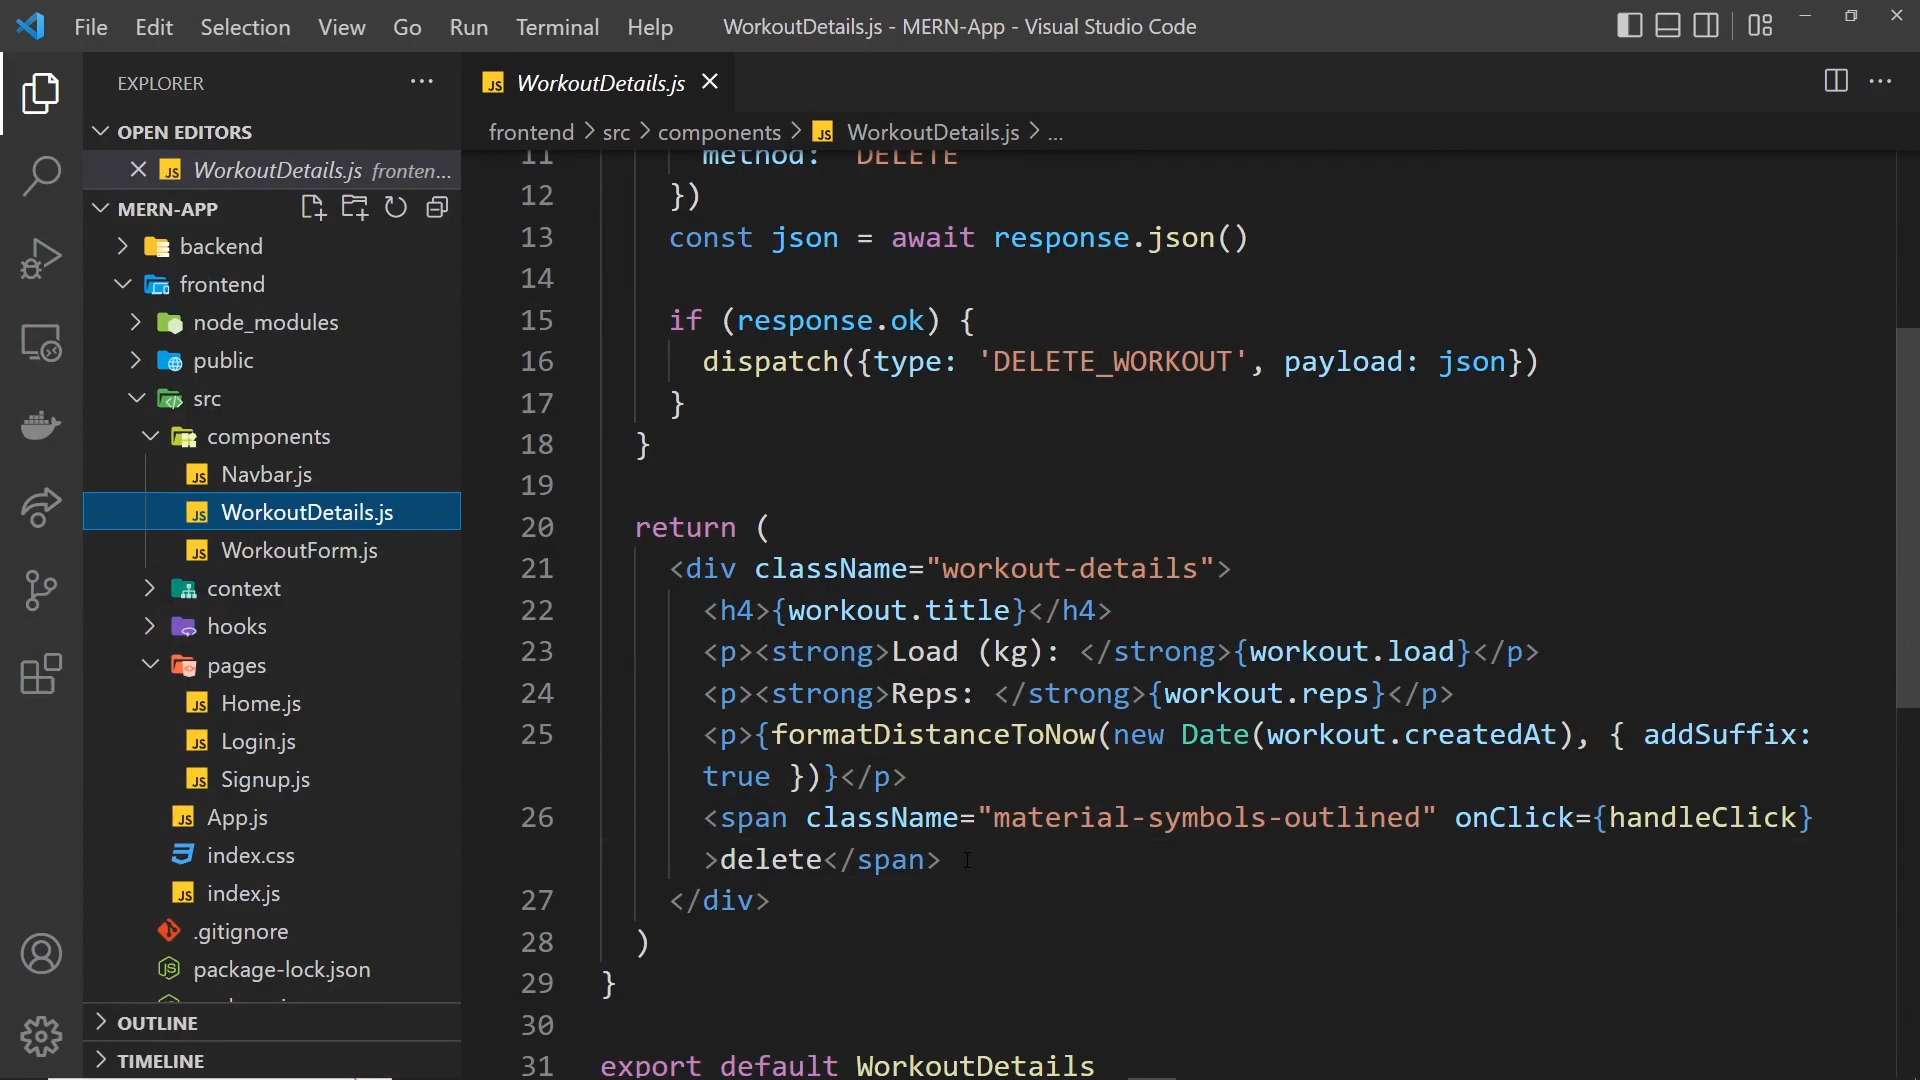 File Edit Selection View Go Run Terminal Help WorkoutDetails.js - MERN-App - Visual Studio Code
EXPLORER
OPEN EDITORS
WorkoutDetails.js fronten...
MERN-APP
backend
frontend
node_modules
public
src
components
Navbar.js
WorkoutDetails.js
WorkoutForm.js
context
hooks
pages
Home.js
Login.js
Signup.js
App.js
index.css
index.js
.gitignore
package-lock.json
OUTLINE
TIMELINE
WorkoutDetails.js
frontend > src > components > WorkoutDetails.js > ...
11 method: 'DELETE'
12 })
13 const json = await response.json()
14
15 if (response.ok) {
16 dispatch({type: 'DELETE_WORKOUT', payload: json})
17 }
18 }
19
20 return (
21 <div className="workout-details">
22 <h4>{workout.title}</h4>
23 <p><strong>Load (kg): </strong>{workout.load}</p>
24 <p><strong>Reps: </strong>{workout.reps}</p>
25 <p>{formatDistanceToNow(new Date(workout.createdAt), { addSuffix:
true })}</p>
26 <span className="material-symbols-outlined" onClick={handleClick}
>delete</span>
27 </div>
28 )
29 }
30
31 export default WorkoutDetails